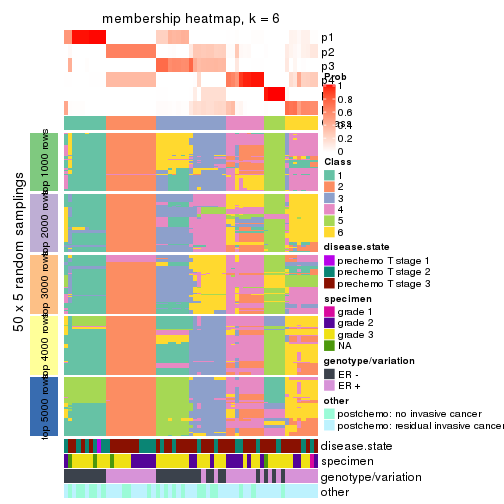 membership heatmap, k = 6
p1
p2
p3
p4
Prob
1
0.8
0.6
0.4
0.2
0
Class
1
2
3
4
5
6
disease.state
prechemo T stage 1
prechemo T stage 2
prechemo T stage 3
specimen
grade 1
grade 2
grade 3
NA
genotype/variation
ER -
ER +
other
postchemo: no invasive cancer
postchemo: residual invasive cancer
50 x 5 random samplings
top 1000 rows
top 2000 rows
top 3000 rows
top 4000 rows
top 5000 rows
disease.state
specimen
genotype/variation
other